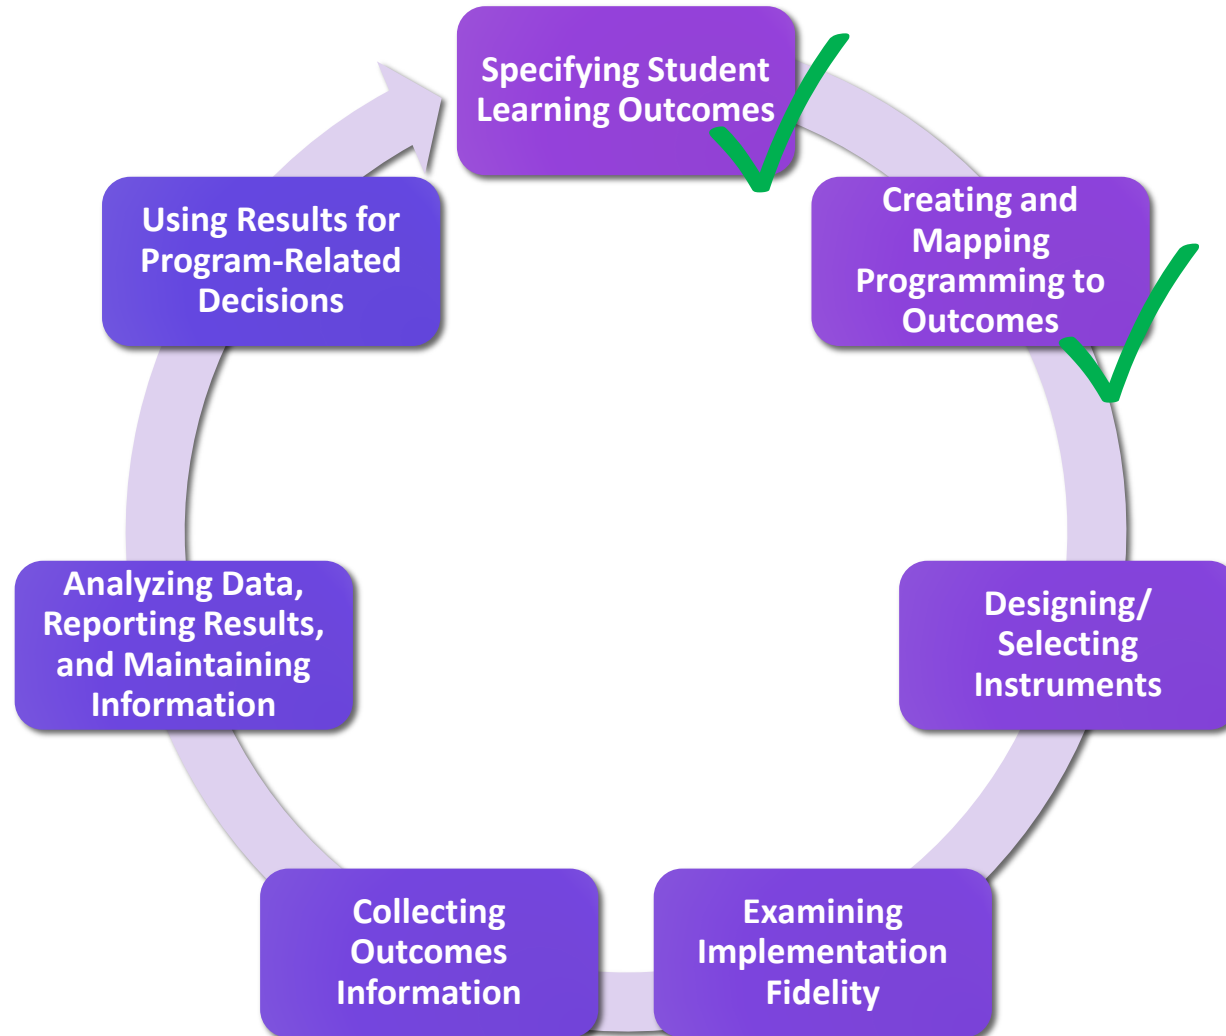 Specifying Student
Learning Outcomes
Creating and
Mapping
Programming to
Outcomes
Designing/
Selecting
Instruments
Examining
Implementation
Fidelity
Collecting
Outcomes
Information
Analyzing Data,
Reporting Results,
and Maintaining
Information
Using Results for
Program-Related
Decisions